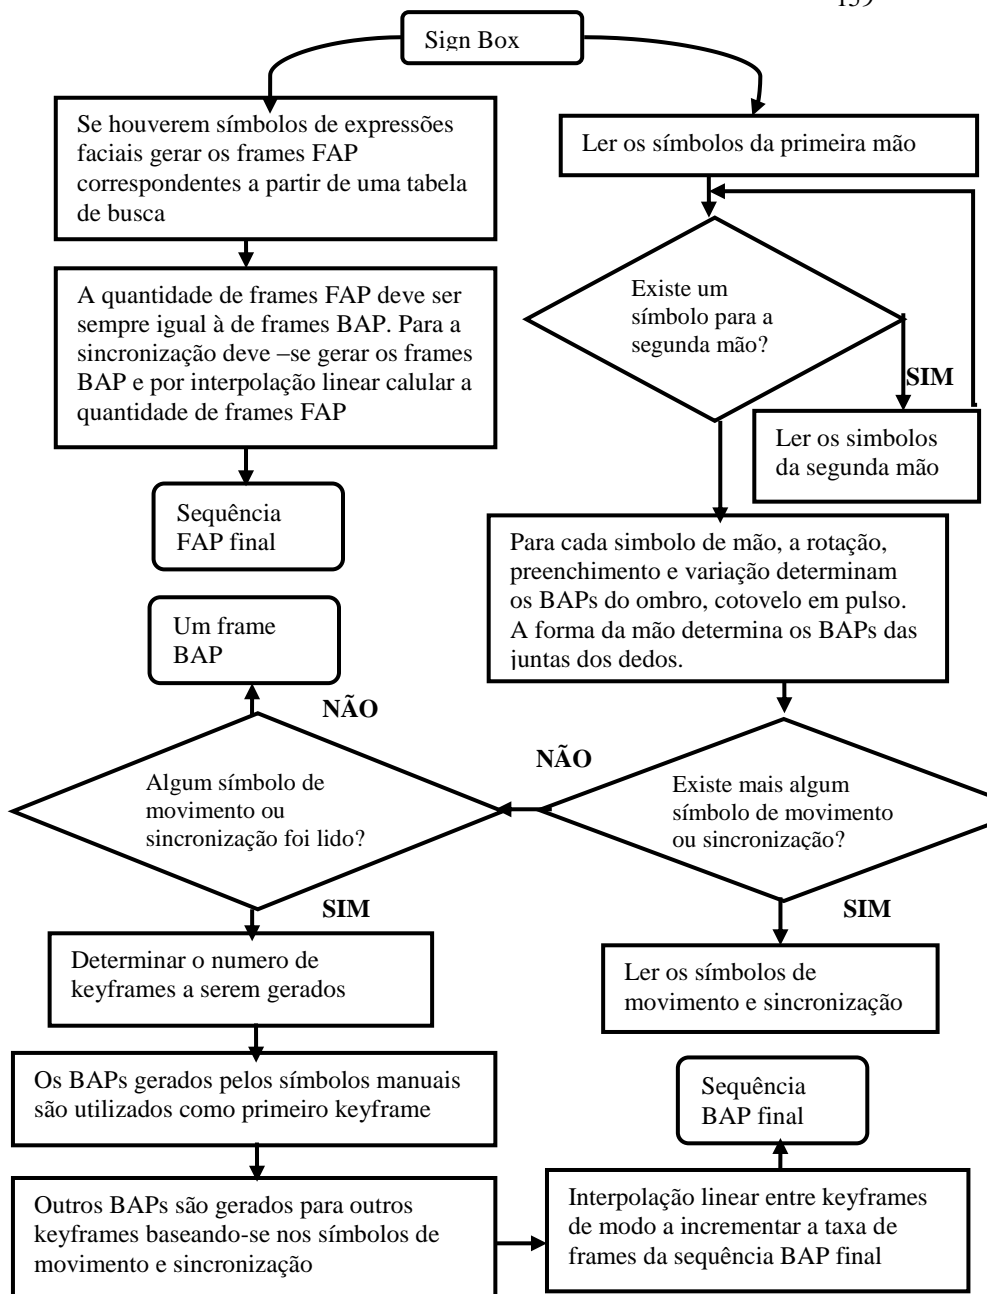 Sign Box
Se houverem símbolos de expressões
faciais gerar os frames FAP
correspondentes a partir de uma tabela
de busca
A quantidade de frames FAP deve ser
sempre igual à de frames BAP. Para a
sincronização deve –se gerar os frames
BAP e por interpolação linear calular a
quantidade de frames FAP
Sequência
FAP final
Ler os símbolos da primeira mão
Existe um
símbolo para a
segunda mão?
SIM
Ler os simbolos
da segunda mão
Para cada simbolo de mão, a rotação,
preenchimento e variação determinam
os BAPs do ombro, cotovelo em pulso.
A forma da mão determina os BAPs das
juntas dos dedos.
Existe mais algum
símbolo de movimento
ou sincronização?
NÃO
SIM
Ler os símbolos de
movimento e sincronização
Algum símbolo de
movimento ou
sincronização foi lido?
NÃO
Um frame
BAP
SIM
Determinar o numero de
keyframes a serem gerados
Os BAPs gerados pelos símbolos manuais
são utilizados como primeiro keyframe
Outros BAPs são gerados para outros
keyframes baseando-se nos símbolos de
movimento e sincronização
Interpolação linear entre keyframes
de modo a incrementar a taxa de
frames da sequência BAP final
Sequência
BAP final